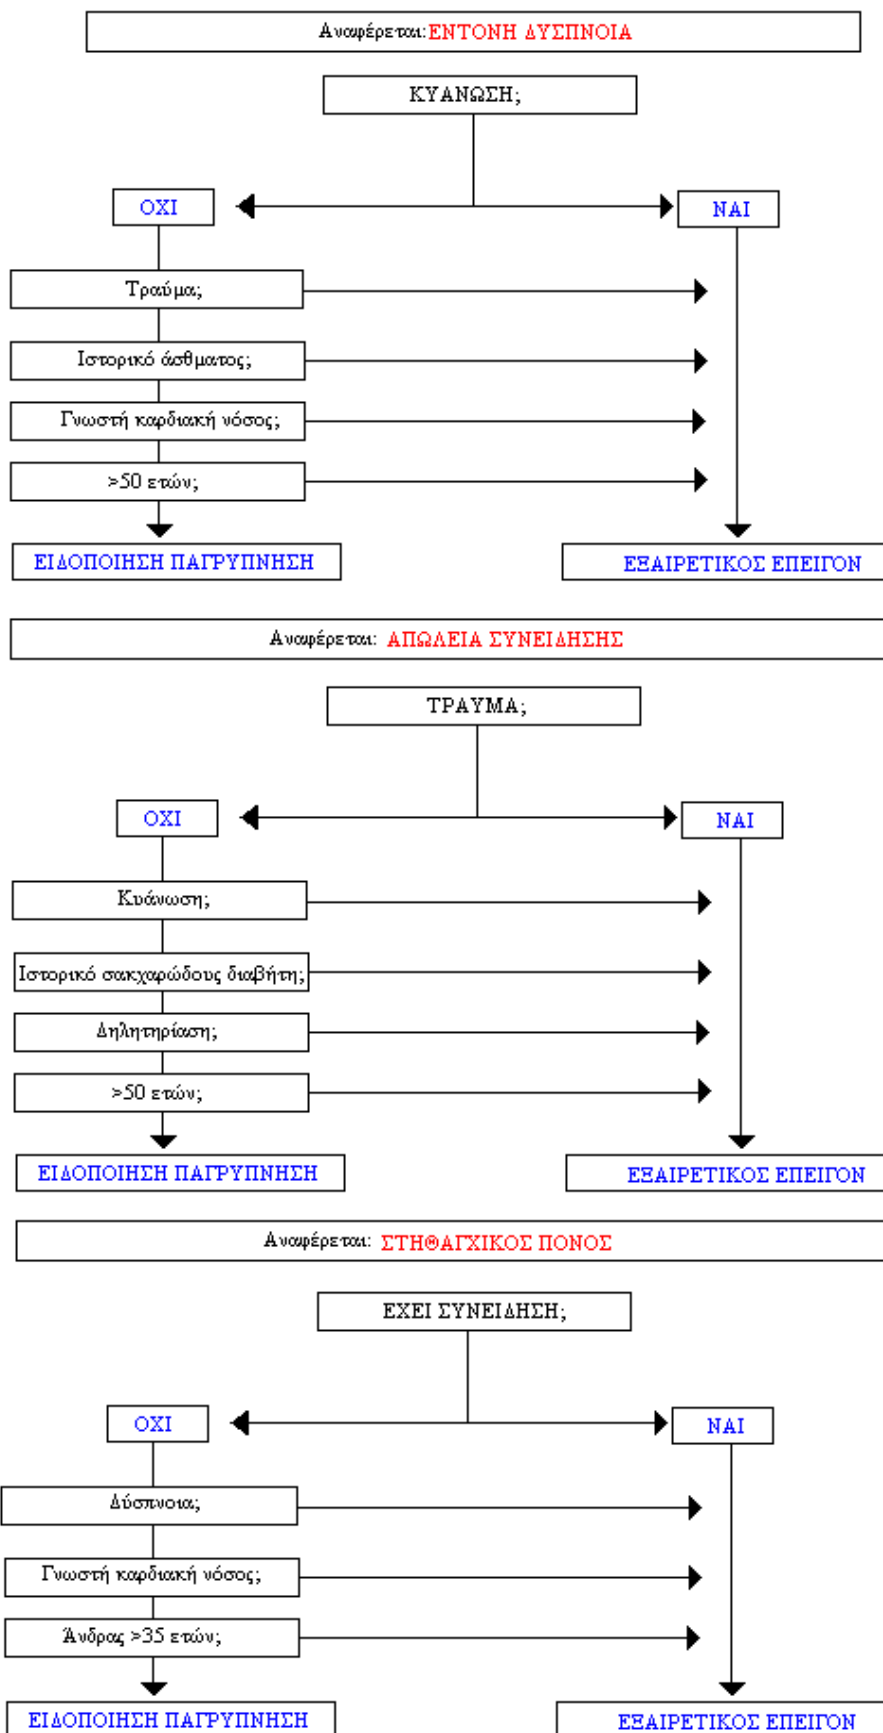 Αναφέρεται: ΕΝΤΟΝΗ ΔΥΣΠΝΟΙΑ
ΚΥΑΝΩΣΗ;
ΟΧΙ
ΝΑΙ
Τραύμα;
Ιστορικό άσθματος;
Γνωστή καρδιακή νόσος;
>50 ετών;
ΕΙΔΟΠΟΙΗΣΗ ΠΑΓΡΥΠΝΗΣΗ
ΕΞΑΙΡΕΤΙΚΟΣ ΕΠΕΙΓΟΝ
Αναφέρεται: ΑΠΩΛΕΙΑ ΣΥΝΕΙΔΗΣΗΣ
ΤΡΑΥΜΑ;
ΟΧΙ
ΝΑΙ
Κυάνωση;
Ιστορικό σακχαρώδους διαβήτη;
Δηλητηρίαση;
>50 ετών;
ΕΙΔΟΠΟΙΗΣΗ ΠΑΓΡΥΠΝΗΣΗ
ΕΞΑΙΡΕΤΙΚΟΣ ΕΠΕΙΓΟΝ
Αναφέρεται: ΣΤΗΘΑΓΧΙΚΟΣ ΠΟΝΟΣ
ΕΧΕΙ ΣΥΝΕΙΔΗΣΗ;
ΟΧΙ
ΝΑΙ
Δύσπνοια;
Γνωστή καρδιακή νόσος;
Άνδρας >35 ετών;
ΕΙΔΟΠΟΙΗΣΗ ΠΑΓΡΥΠΝΗΣΗ
ΕΞΑΙΡΕΤΙΚΟΣ ΕΠΕΙΓΟΝ